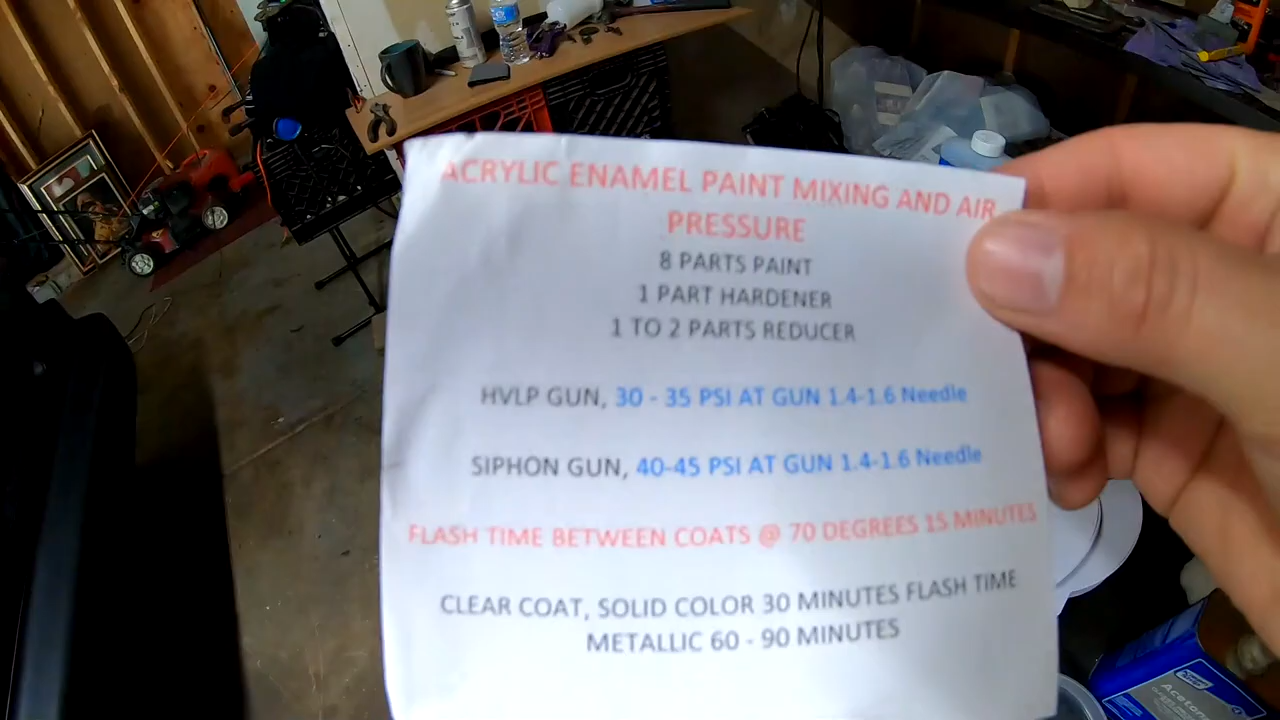 ACRYLIC ENAMEL PAINT MIXING AND AIR
PRESSURE
8 PARTS PAINT
1 PART HARDENER
1 TO 2 PARTS REDUCER
HVLP GUN, 30 - 35 PSI AT GUN 1.4-1.6 Needle
SIPHON GUN, 40-45 PSI AT GUN 1.4-1.6 Needle
FLASH TIME BETWEEN COATS @ 70 DEGREES 15 MINUTES
CLEAR COAT, SOLID COLOR 30 MINUTES FLASH TIME
METALLIC 60 - 90 MINUTES